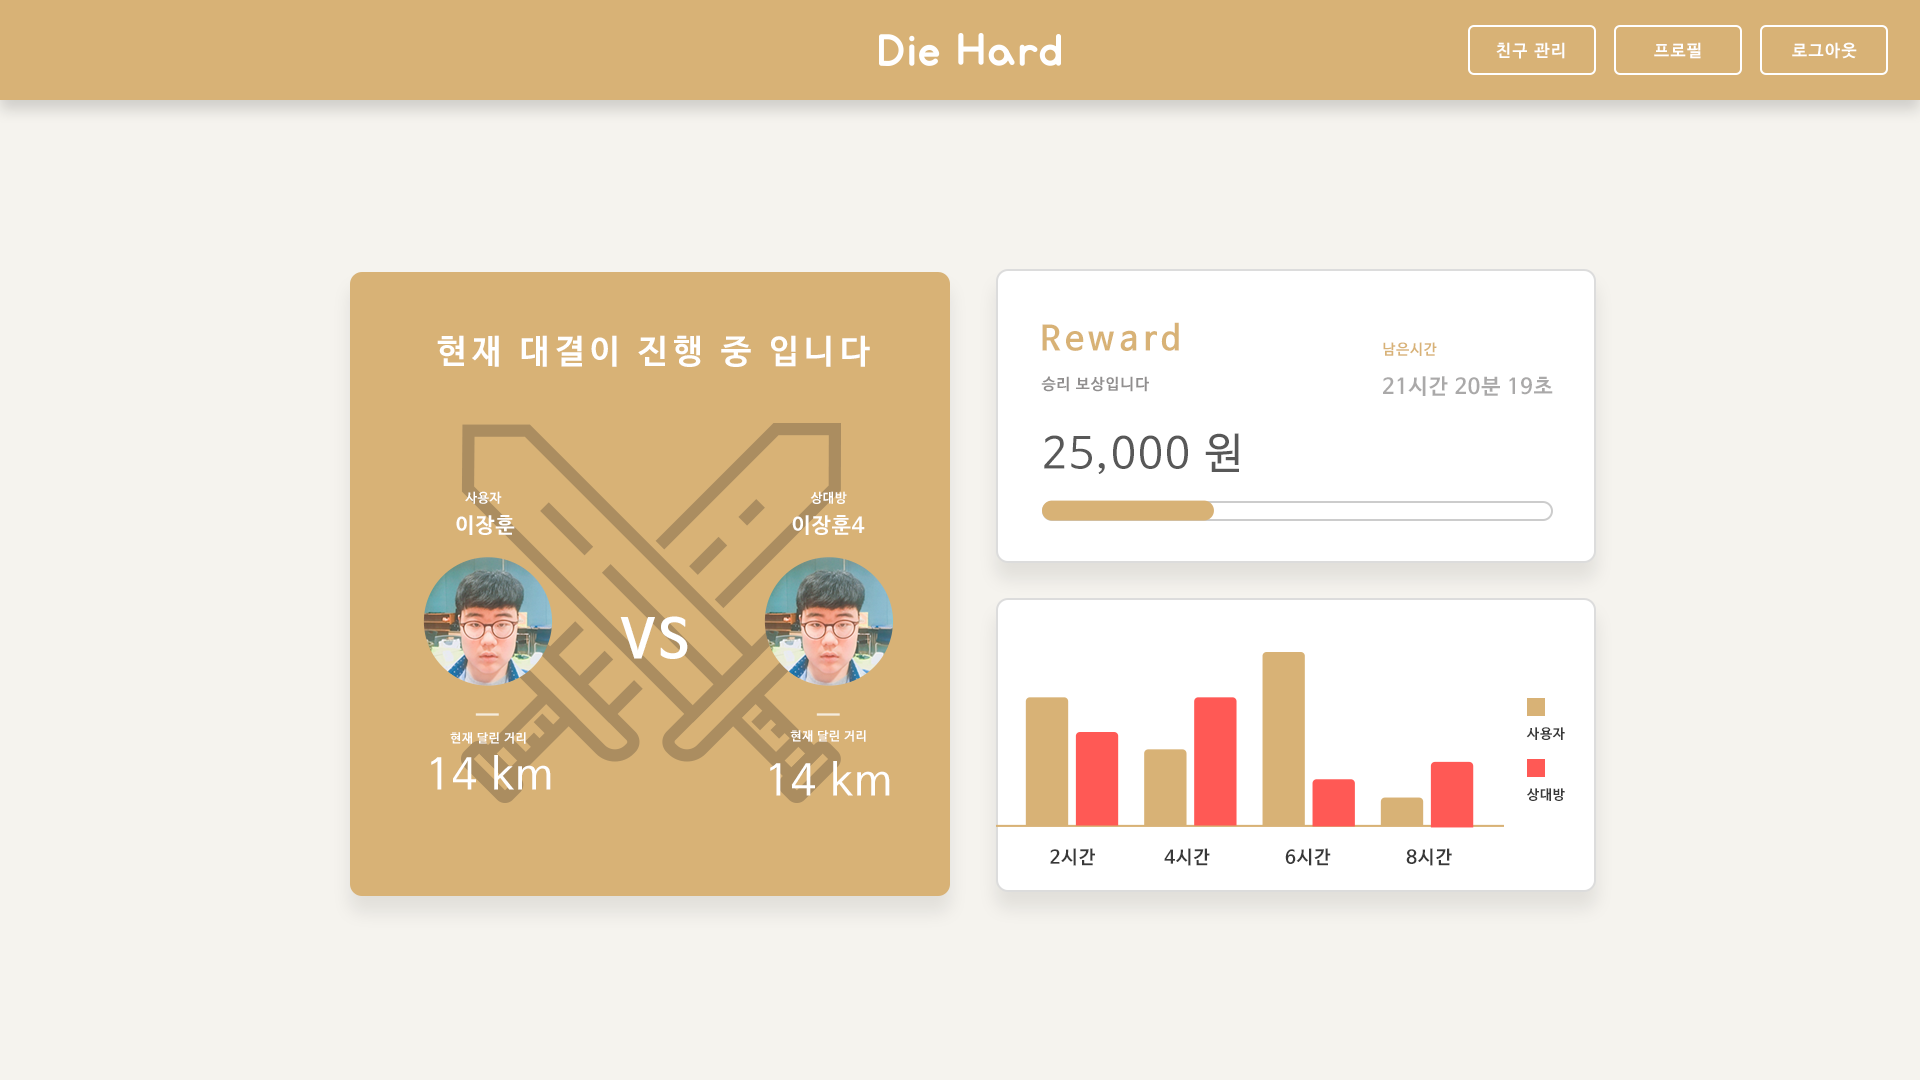 Die Hard
친구 관리
프로필
로그아웃
현재 대결이 진행 중 입니다
사용자
이장훈
상대방
이장훈4
VS
현재 달린 거리
14 km
현재 달린 거리
14 km
Reward
승리 보상입니다
남은시간
21시간 20분 19초
25,000 원
사용자
상대방
2시간
4시간
6시간
8시간